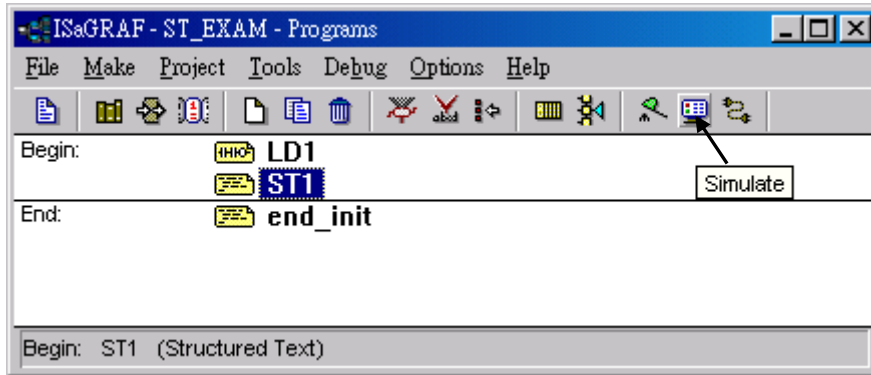 ISaGRAF - ST_EXAM - Programs
File Make Project Tools Debug Options Help
Begin: LD1
ST1
Simulate
End: end_init
Begin: ST1 (Structured Text)